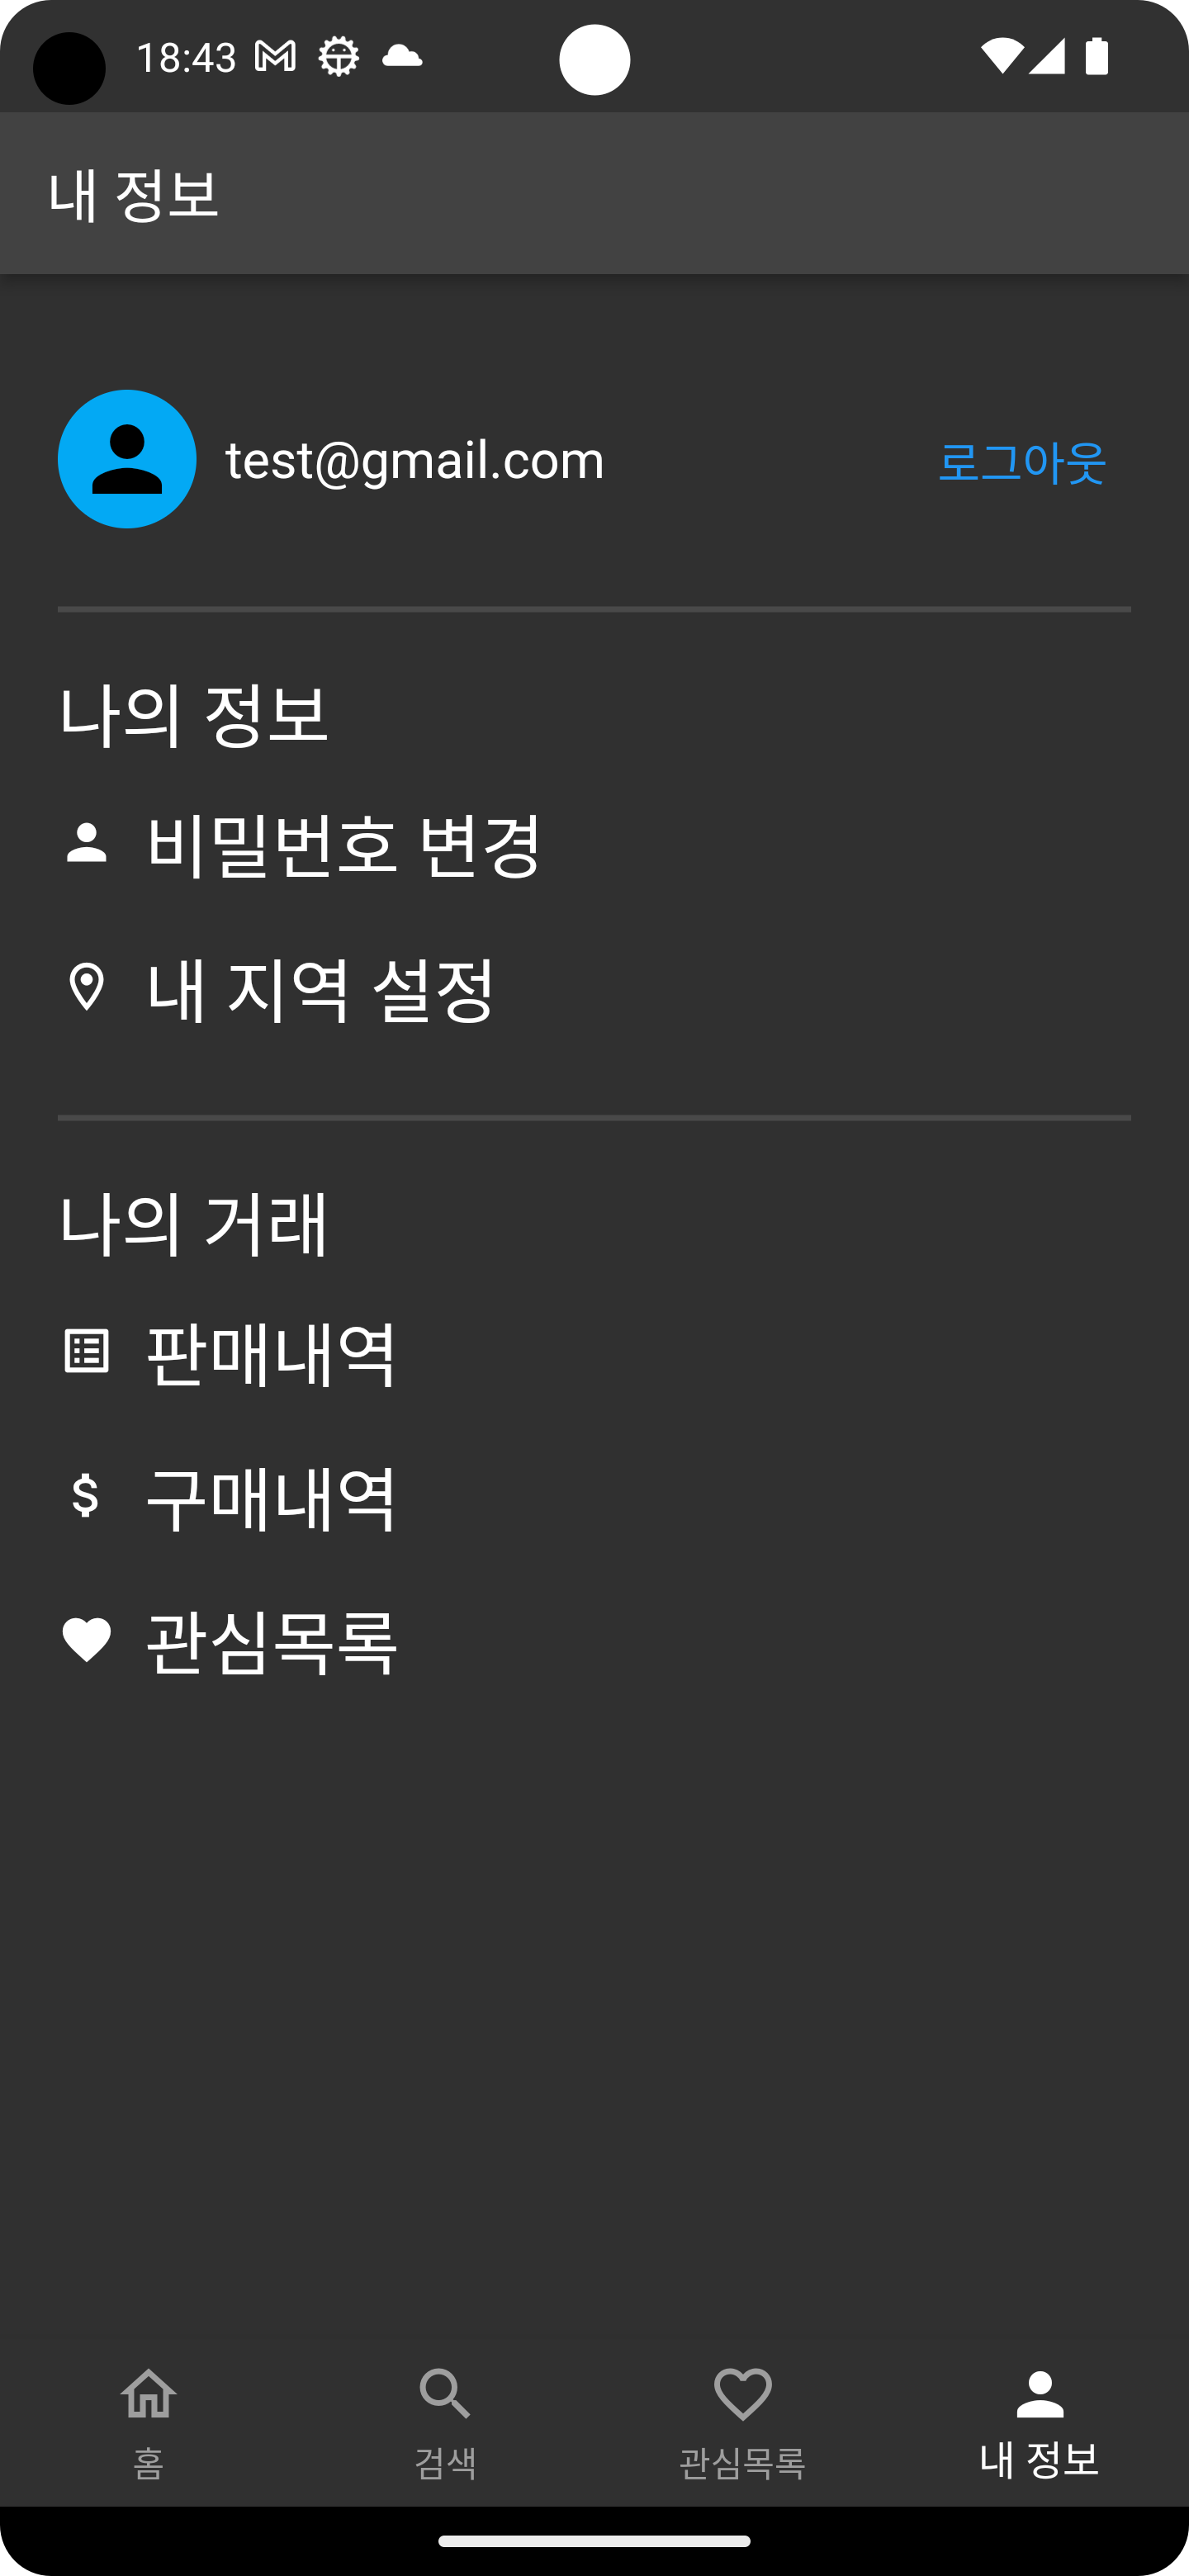 18:43
내 정보
test@gmail.com
로그아웃
나의 정보
비밀번호 변경
내 지역 설정
나의 거래
판매내역
구매내역
관심목록
홈
검색
관심목록
내 정보